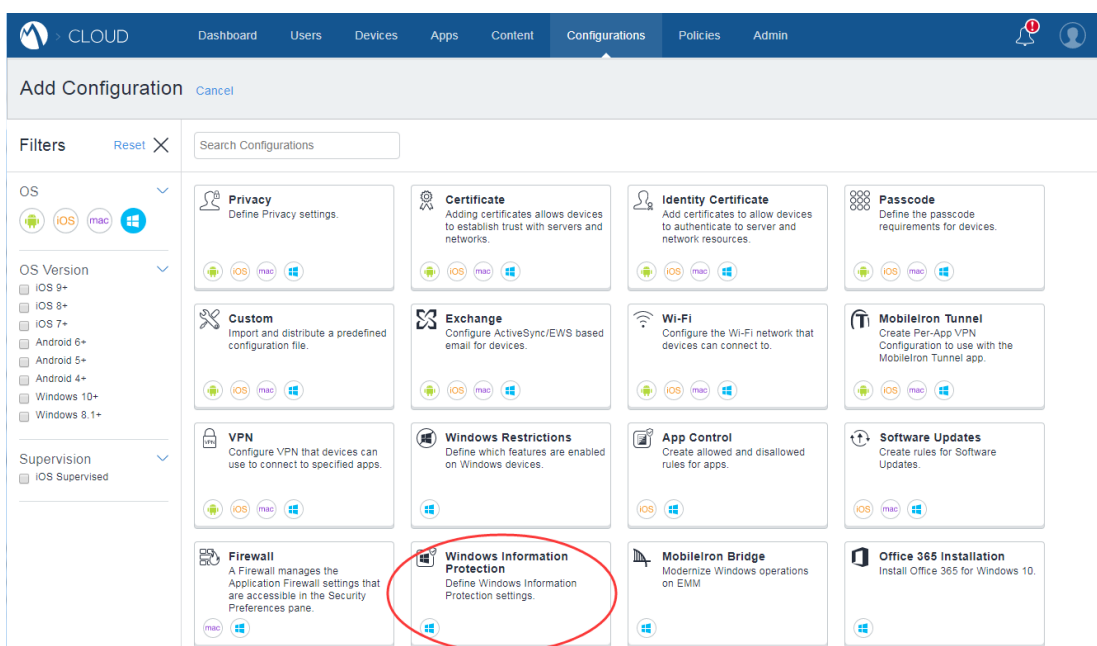 > CLOUD
Dashboard Users Devices Apps Content Configurations Policies Admin
!
Add Configuration Cancel
Filters Reset
Search Configurations
OS
iOS mac
OS Version
iOS 9+
iOS 8+
iOS 7+
Android 6+
Android 5+
Android 4+
Windows 10+
Windows 8.1+
Supervision
iOS Supervised
Privacy
Define Privacy settings.
iOS mac
Certificate
Adding certificates allows devices
to establish trust with servers and
networks.
iOS mac
Identity Certificate
Add certificates to allow devices
to authenticate to server and
network resources.
iOS mac
Passcode
Define the passcode
requirements for devices.
iOS mac
Custom
Import and distribute a predefined
configuration file.
iOS mac
Exchange
Configure ActiveSync/EWS based
email for devices.
iOS mac
Wi-Fi
Configure the Wi-Fi network that
devices can connect to.
iOS mac
MobileIron Tunnel
Create Per-App VPN
Configuration to use with the
MobileIron Tunnel app.
iOS mac
VPN
VPN
Configure VPN that devices can
use to connect to specified apps.
iOS mac
Windows Restrictions
Define which features are enabled
on Windows devices.
App Control
Create allowed and disallowed
rules for apps.
iOS
Software Updates
Create rules for Software
Updates.
iOS mac
Firewall
A Firewall manages the
Application Firewall settings that
are accessible in the Security
Preferences pane.
mac
Windows Information
Protection
Define Windows Information
Protection settings.
MobileIron Bridge
Modernize Windows operations
on EMM
Office 365 Installation
Install Office 365 for Windows 10.